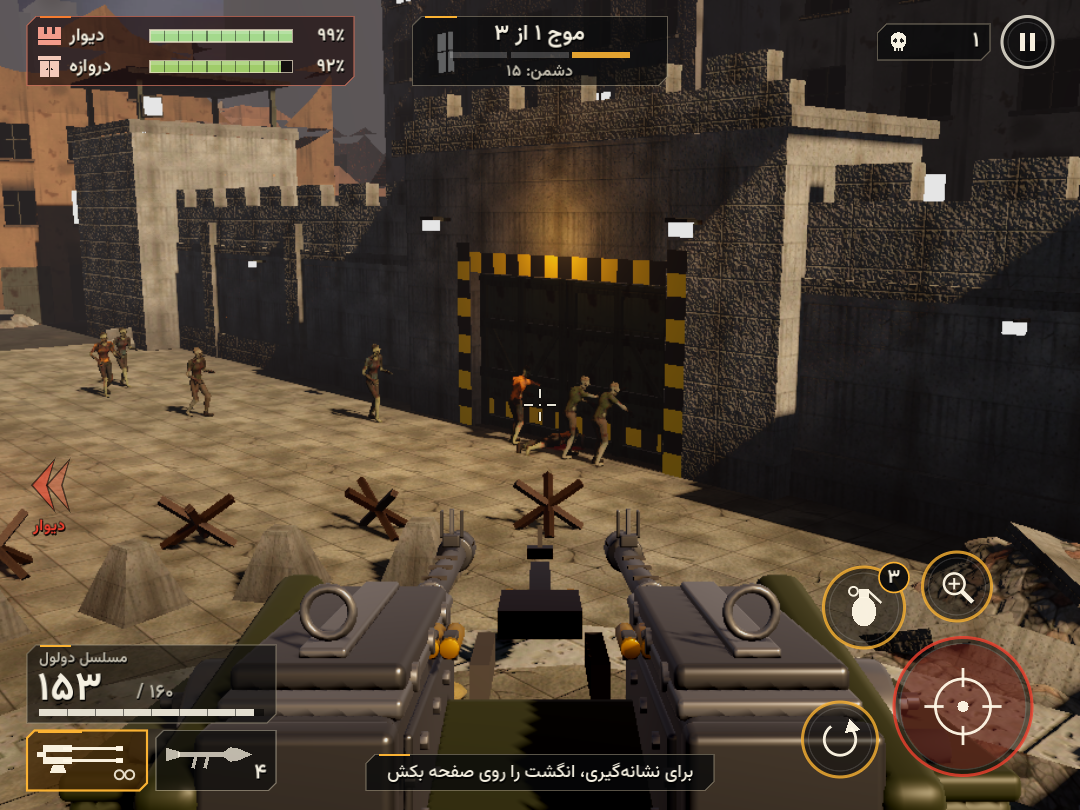 دیوار ۹۹٪
دروازه ۹۲٪
موج ۱ از ۳
دشمن: ۱۵
۱
دیوار
۳
مسلسل دولول
۱۵۳ / ۱۶۰
∞
۴
برای نشانه‌گیری، انگشت را روی صفحه بکش